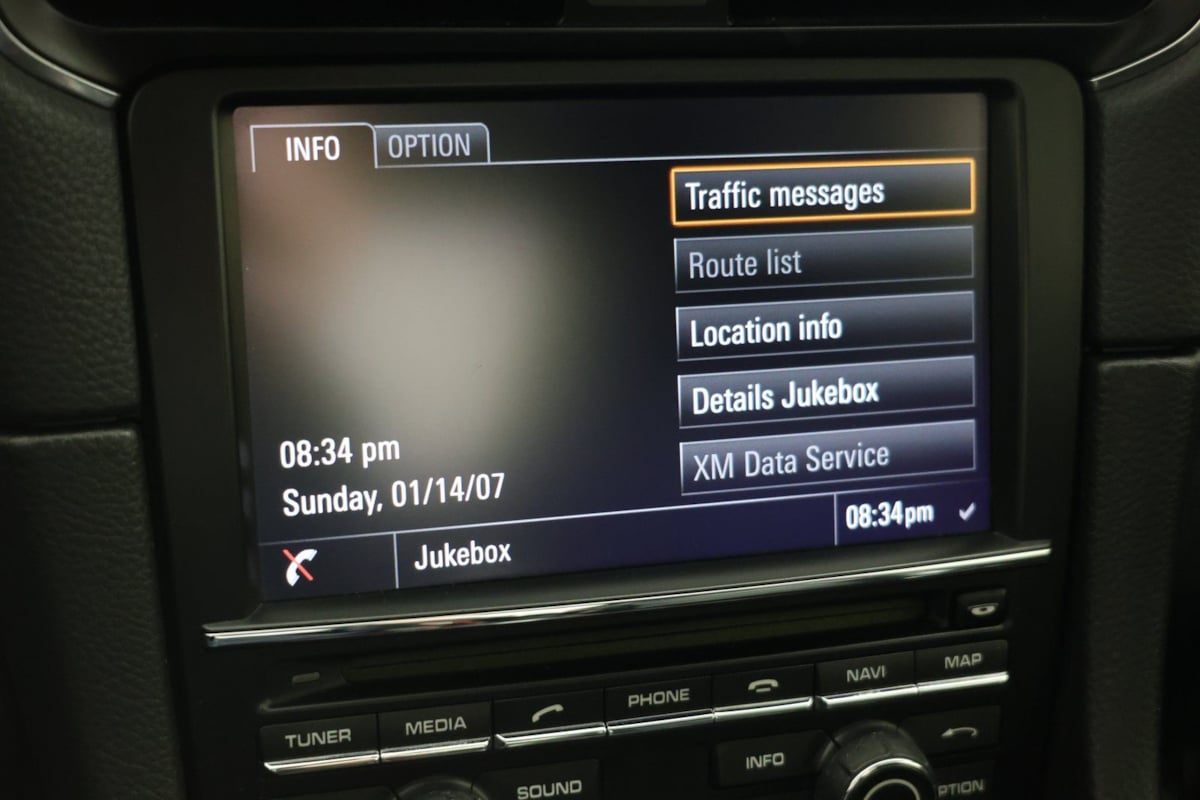 INFO
OPTION
Traffic messages
Route list
Location info
Details Jukebox
XM Data Service
08:34 pm
Sunday, 01/14/07
Jukebox
08:34pm
TUNER
MEDIA
PHONE
NAVI
MAP
SOUND
INFO
OPTION